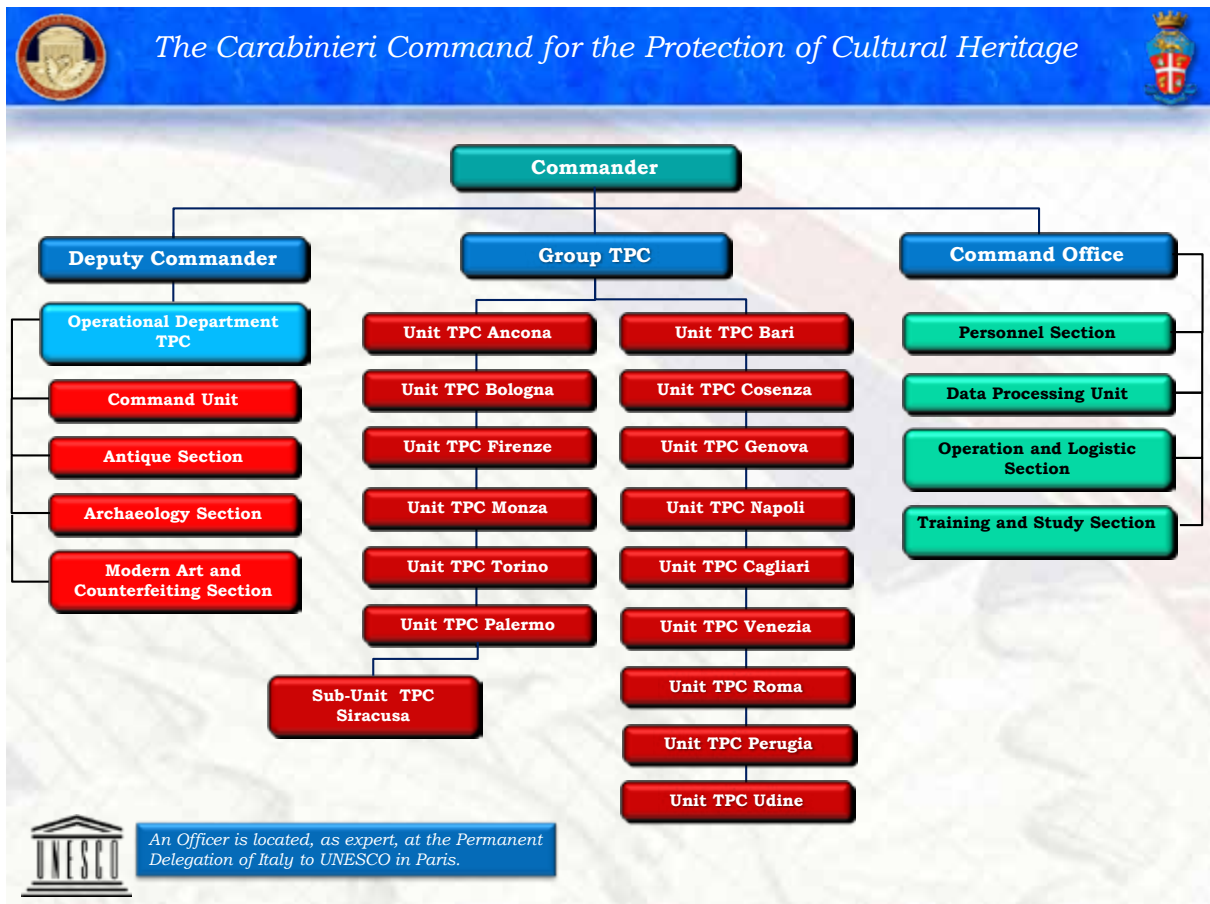 The Carabinieri Command for the Protection of Cultural Heritage
Commander
Deputy Commander
Operational Department
TPC
Command Unit
Antique Section
Archaeology Section
Modern Art and
Counterfeiting Section
Group TPC
Unit TPC Ancona
Unit TPC Bologna
Unit TPC Firenze
Unit TPC Monza
Unit TPC Torino
Unit TPC Palermo
Sub-Unit TPC
Siracusa
Unit TPC Bari
Unit TPC Cosenza
Unit TPC Genova
Unit TPC Napoli
Unit TPC Cagliari
Unit TPC Venezia
Unit TPC Roma
Unit TPC Perugia
Unit TPC Udine
Command Office
Personnel Section
Data Processing Unit
Operation and Logistic
Section
Training and Study Section
UNESCO
An Officer is located, as expert, at the Permanent
Delegation of Italy to UNESCO in Paris.